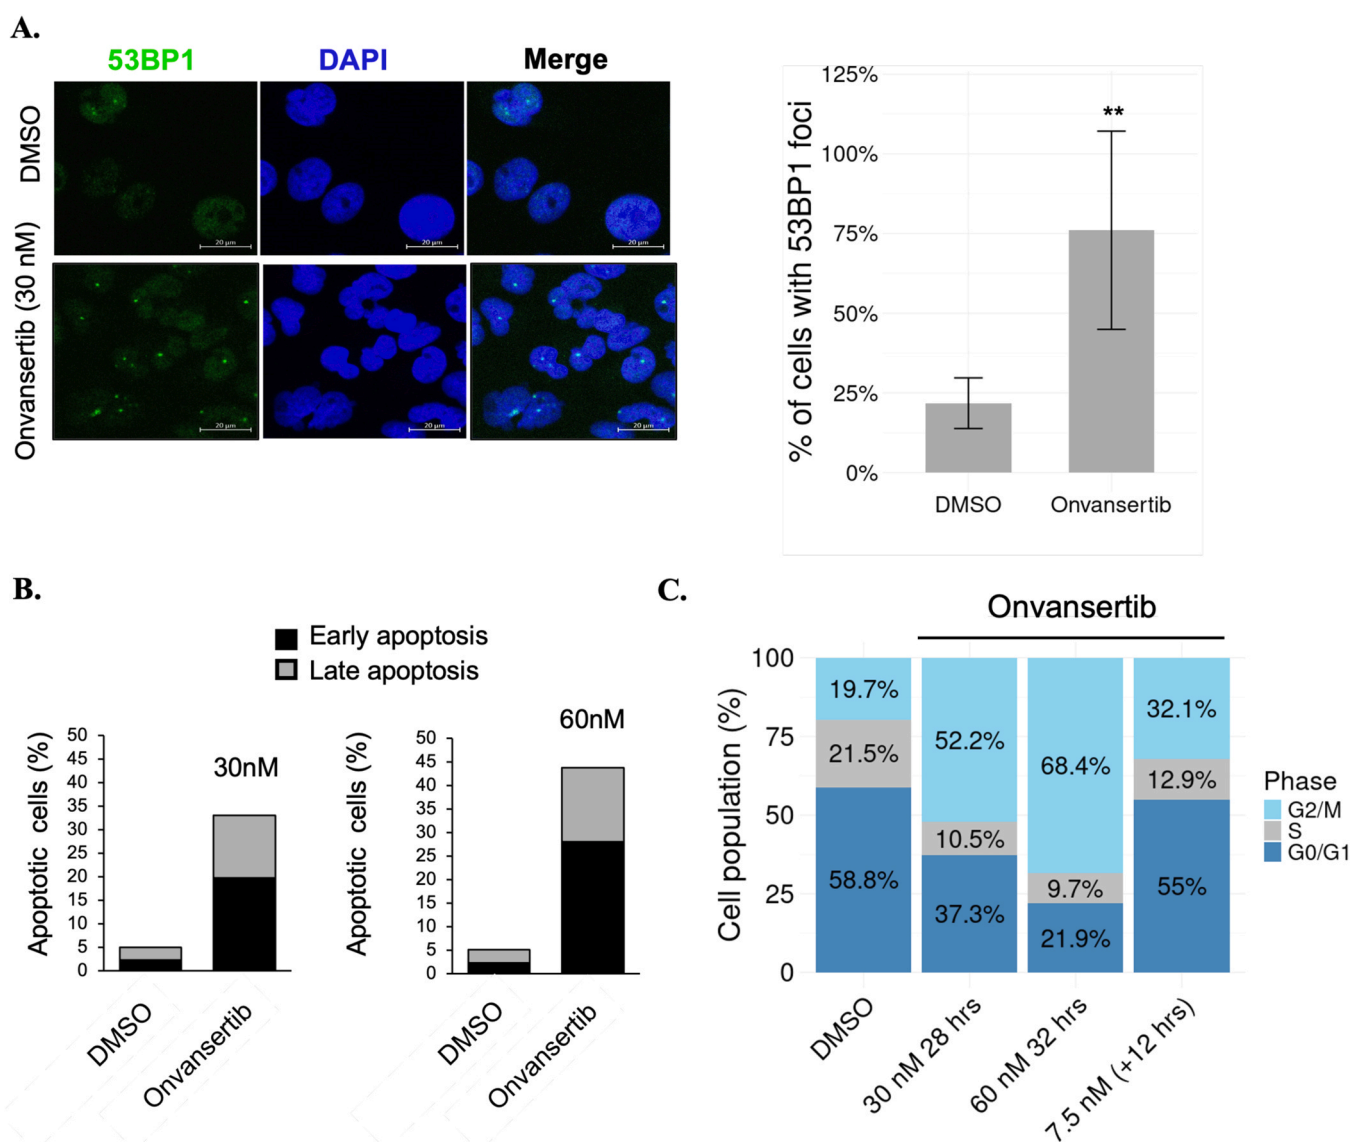 A.
53BP1
DAPI
Merge
DMSO
20 µm
20 µm
20 µm
Onvansertib (30 nM)
20 µm
20 µm
20 µm
% of cells with 53BP1 foci
125%
100%
75%
50%
25%
0%
**
DMSO
Onvansertib
B.
Early apoptosis
Late apoptosis
Apoptotic cells (%)
50
45
40
35
30
25
20
15
10
5
0
30nM
DMSO
Onvansertib
Apoptotic cells (%)
50
45
40
35
30
25
20
15
10
5
0
60nM
DMSO
Onvansertib
C.
Onvansertib
Cell population (%)
100
75
50
25
0
19.7%
21.5%
58.8%
52.2%
10.5%
37.3%
68.4%
9.7%
21.9%
32.1%
12.9%
55%
DMSO
30 nM 28 hrs
60 nM 32 hrs
7.5 nM (+12 hrs)
Phase
G2/M
S
G0/G1